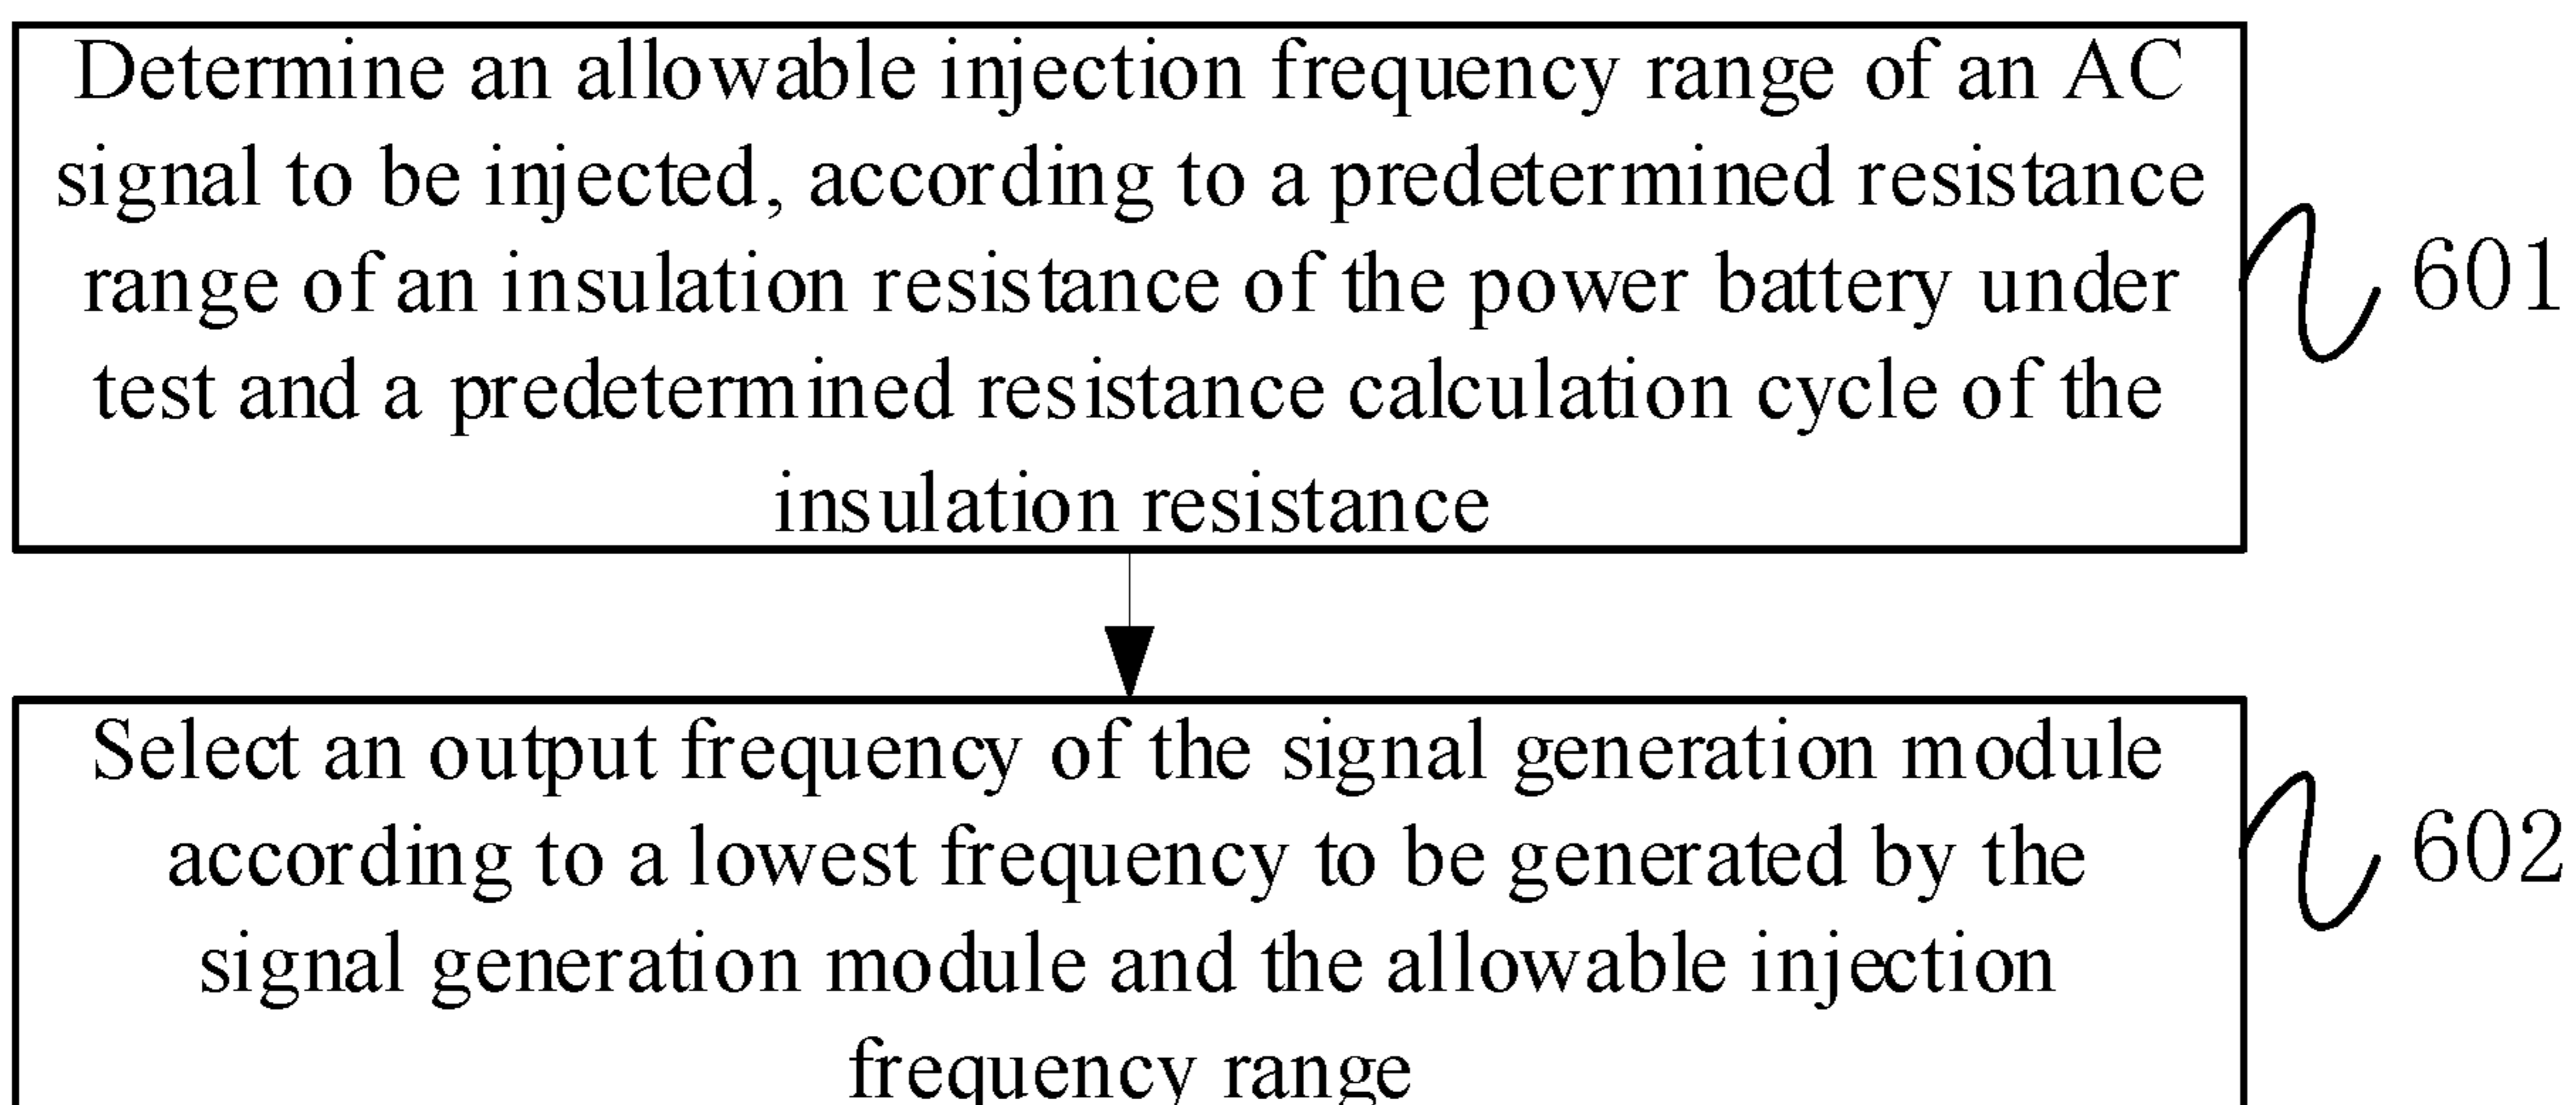 Determine an allowable injection frequency range of an AC
signal to be injected, according to a predetermined resistance
range of an insulation resistance of the power battery under
test and a predetermined resistance calculation cycle of the
insulation resistance
601
Select an output frequency of the signal generation module
according to a lowest frequency to be generated by the
signal generation module and the allowable injection
frequency range
602